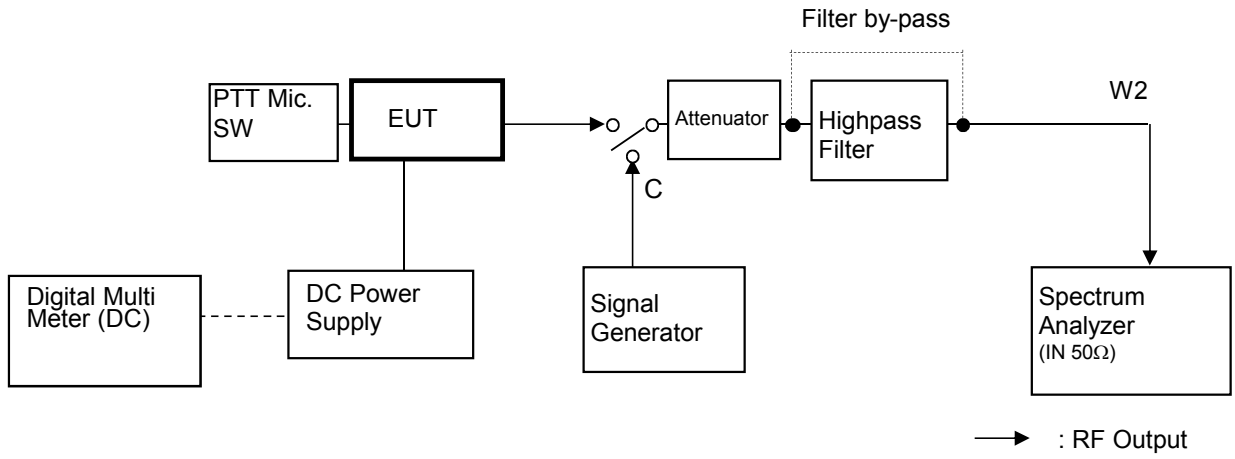 Filter by-pass
PTT Mic.
SW
EUT
Attenuator
Highpass
Filter
W2
C
Digital Multi
Meter (DC)
DC Power
Supply
Signal
Generator
Spectrum
Analyzer
(IN 50Ω)
: RF Output